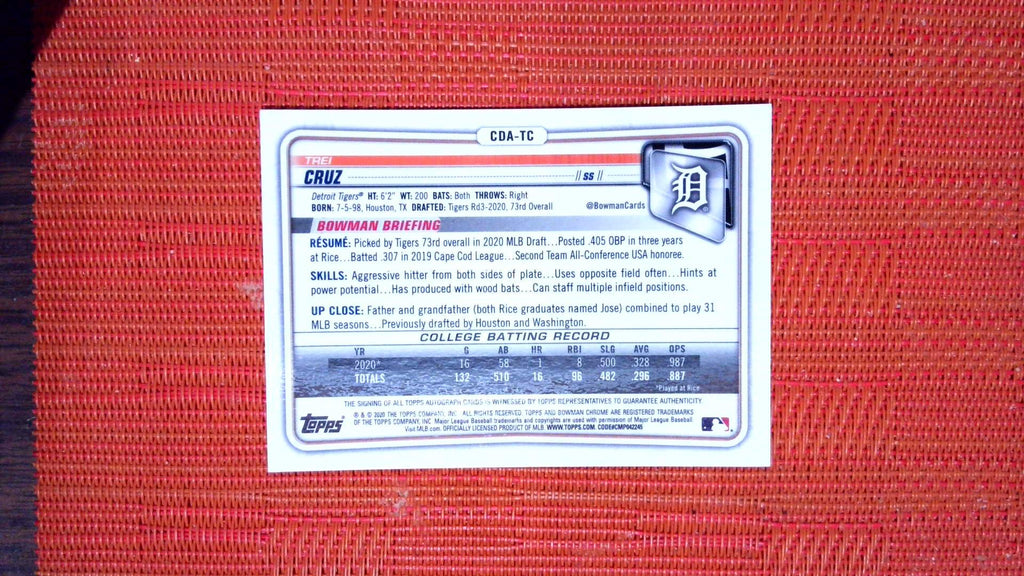 CDA-TC
TREI
CRUZ // SS //
Detroit Tigers® HT: 6'2" WT: 200 BATS: Both THROWS: Right
BORN: 7-5-98, Houston, TX DRAFTED: Tigers Rd3-2020, 73rd Overall @BowmanCards
D
BOWMAN BRIEFING
RÉSUMÉ: Picked by Tigers 73rd overall in 2020 MLB Draft...Posted .405 OBP in three years
at Rice...Batted .307 in 2019 Cape Cod League...Second Team All-Conference USA honoree.
SKILLS: Aggressive hitter from both sides of plate...Uses opposite field often...Hints at
power potential...Has produced with wood bats...Can staff multiple infield positions.
UP CLOSE: Father and grandfather (both Rice graduates named Jose) combined to play 31
MLB seasons...Previously drafted by Houston and Washington.
COLLEGE BATTING RECORD
YR G AB HR RBI SLG AVG OPS
2020* 16 58 1 8 .500 .328 .987
TOTALS 132 510 16 96 .482 .296 .887
*Played at Rice
THE SIGNING OF ALL TOPPS AUTOGRAPH CARDS IS WITNESSED BY TOPPS REPRESENTATIVES TO GUARANTEE AUTHENTICITY.
Topps®
® & © 2020 THE TOPPS COMPANY, INC. ALL RIGHTS RESERVED. TOPPS AND BOWMAN CHROME ARE REGISTERED TRADEMARKS
OF THE TOPPS COMPANY, INC. Major League Baseball trademarks and copyrights are used with permission of Major League Baseball.
Visit MLB.com. OFFICIALLY LICENSED PRODUCT OF MLB. WWW.TOPPS.COM. CODE#CMP042245